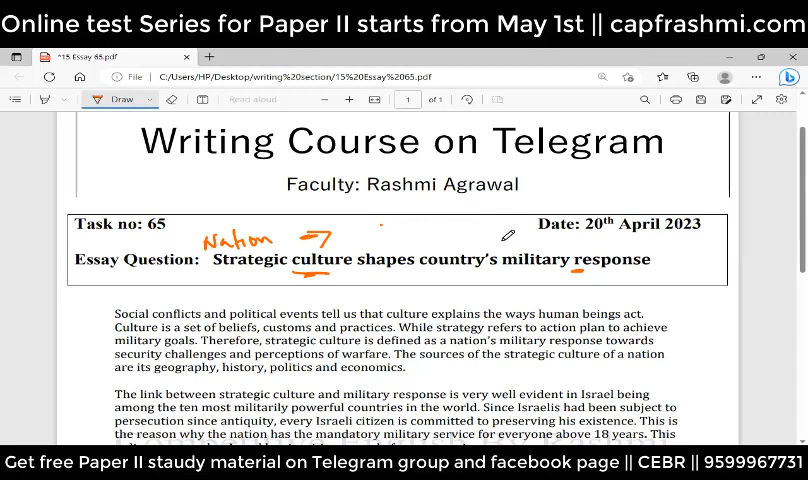 Online test Series for Paper II starts from May 1st || capfrashmi.com
*15 Essay 65.pdf
File C:/Users/HP/Desktop/writing%20section/15%20Essay%2065.pdf
Draw Read aloud 1 of 1
Writing Course on Telegram
Faculty: Rashmi Agrawal
Task no: 65 Date: 20th April 2023
Nation
Essay Question: Strategic culture shapes country's military response
Social conflicts and political events tell us that culture explains the ways human beings act.
Culture is a set of beliefs, customs and practices. While strategy refers to action plan to achieve
military goals. Therefore, strategic culture is defined as a nation's military response towards
security challenges and perceptions of warfare. The sources of the strategic culture of a nation
are its geography, history, politics and economics.
The link between strategic culture and military response is very well evident in Israel being
among the ten most militarily powerful countries in the world. Since Israelis had been subject to
persecution since antiquity, every Israeli citizen is committed to preserving his existence. This is
the reason why the nation has the mandatory military service for everyone above 18 years. This
Get free Paper II staudy material on Telegram group and facebook page || CEBR || 9599967731